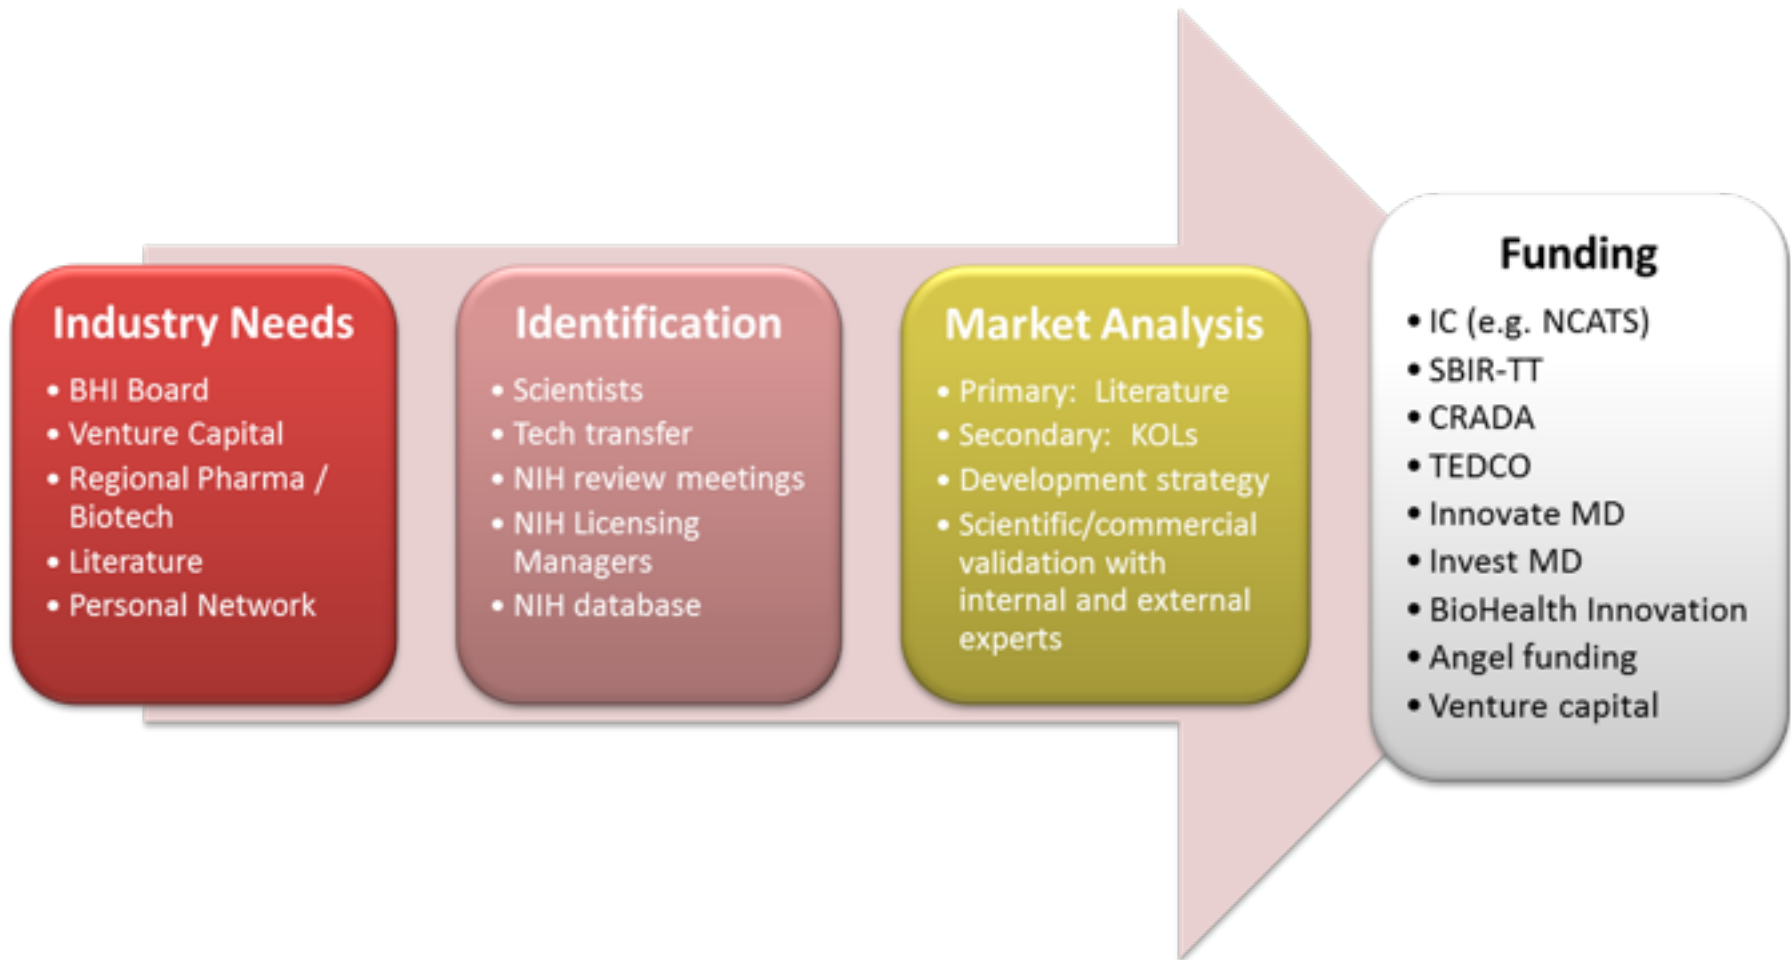 Industry Needs
• BHI Board
• Venture Capital
• Regional Pharma /
Biotech
• Literature
• Personal Network
Identification
• Scientists
• Tech transfer
• NIH review meetings
• NIH Licensing
Managers
• NIH database
Market Analysis
• Primary: Literature
• Secondary: KOLs
• Development strategy
• Scientific/commercial
validation with
internal and external
experts
Funding
• IC (e.g. NCATS)
• SBIR-TT
• CRADA
• TEDCO
• Innovate MD
• Invest MD
• BioHealth Innovation
• Angel funding
• Venture capital